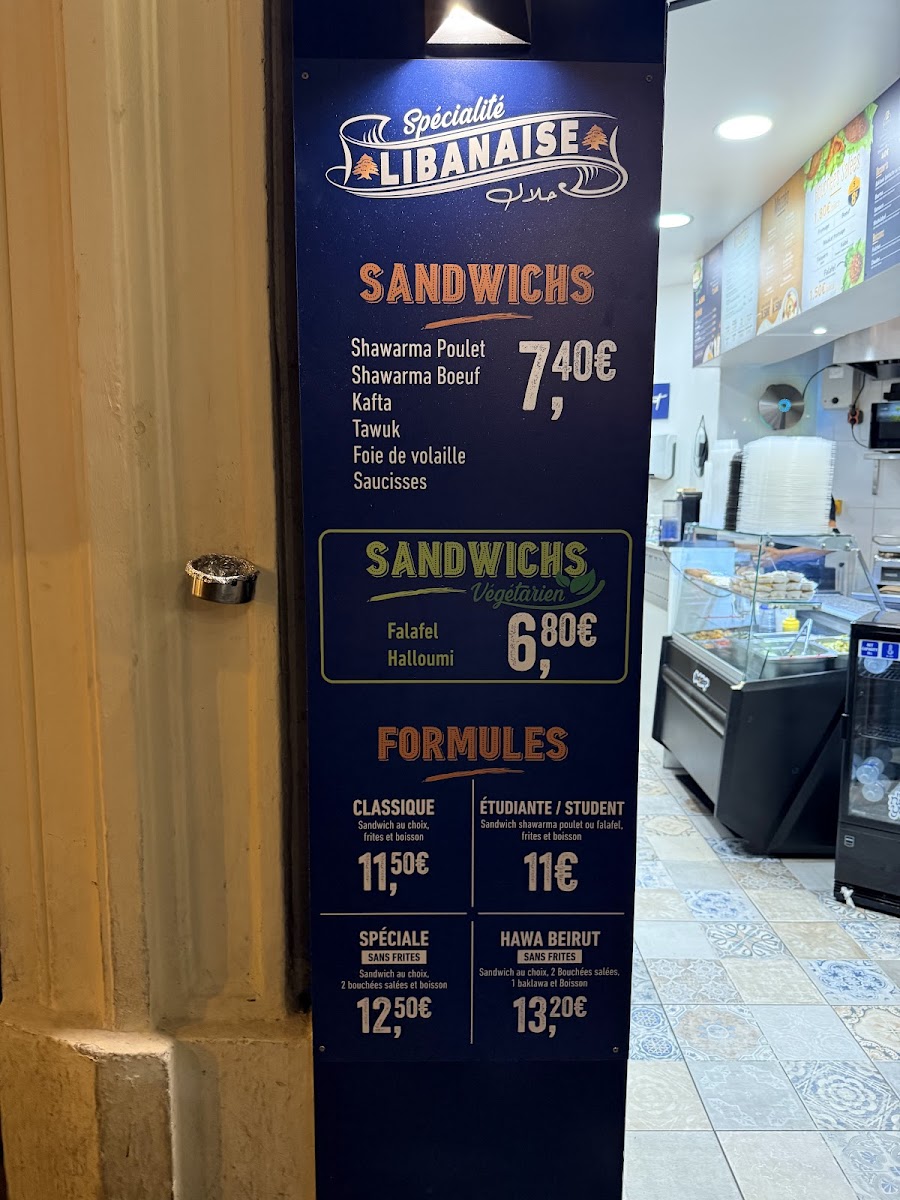 Spécialité
LIBANAISE
حلال
SANDWICHS
Shawarma Poulet
Shawarma Boeuf
Kafta
Tawuk
Foie de volaille
Saucisses
7,40€
SANDWICHS
Végétarien
Falafel
Halloumi
6,80€
FORMULES
CLASSIQUE
Sandwich au choix,
frites et boisson
11,50€
ÉTUDIANTE / STUDENT
Sandwich shawarma poulet ou falafel,
frites et boisson
11€
SPÉCIALE
SANS FRITES
Sandwich au choix,
2 bouchées salées et boisson
12,50€
HAWA BEIRUT
SANS FRITES
Sandwich au choix, 2 Bouchées salées,
1 baklawa et Boisson
13,20€